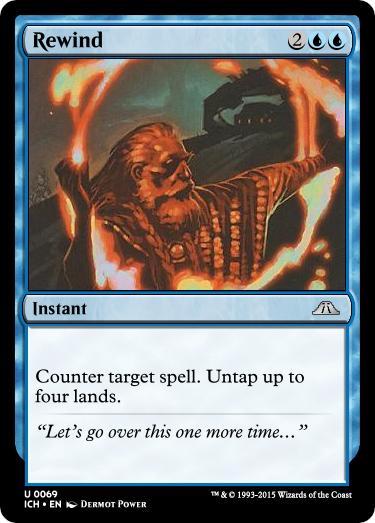 Rewind 2
Instant
Counter target spell. Untap up to
four lands.
“Let's go over this one more time…”
U 0069
ICH • EN DERMOT POWER
™ & © 1993-2015 Wizards of the Coast